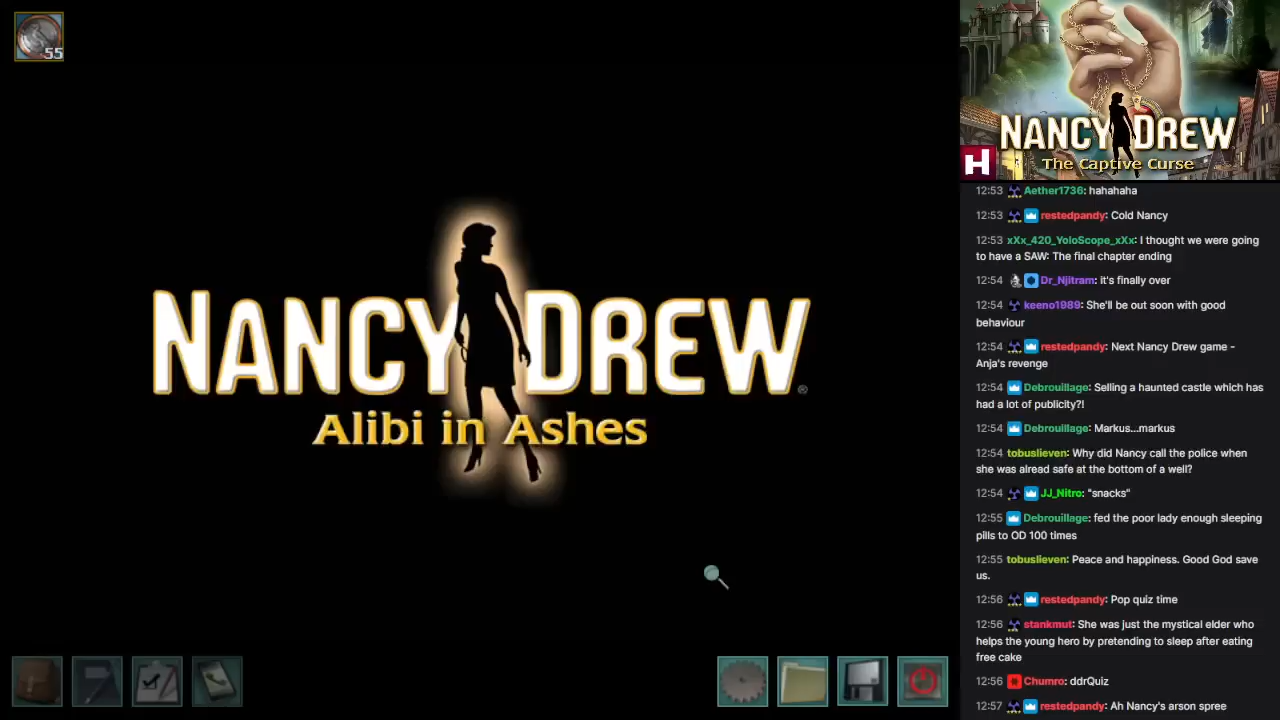 55
NANCY DREW
Alibi in Ashes
NANCY DREW
The Captive Curse
H
12:53 Aether1736: hahahaha
12:53 restedpandy: Cold Nancy
12:53 xXx_420_YoloScope_xXx: I thought we were going
to have a SAW: The final chapter ending
12:54 Dr_Njitram: it's finally over
12:54 keeno1989: She'll be out soon with good
behaviour
12:54 restedpandy: Next Nancy Drew game -
Anja's revenge
12:54 Debrouillage: Selling a haunted castle which has
had a lot of publicity?!
12:54 Debrouillage: Markus...markus
12:54 tobuslieven: Why did Nancy call the police when
she was alread safe at the bottom of a well?
12:54 JJ_Nitro: "snacks"
12:55 Debrouillage: fed the poor lady enough sleeping
pills to OD 100 times
12:55 tobuslieven: Peace and happiness. Good God save
us.
12:56 restedpandy: Pop quiz time
12:56 stankmut: She was just the mystical elder who
helps the young hero by pretending to sleep after eating
free cake
12:56 Chumro: ddrQuiz
12:57 restedpandy: Ah Nancy's arson spree